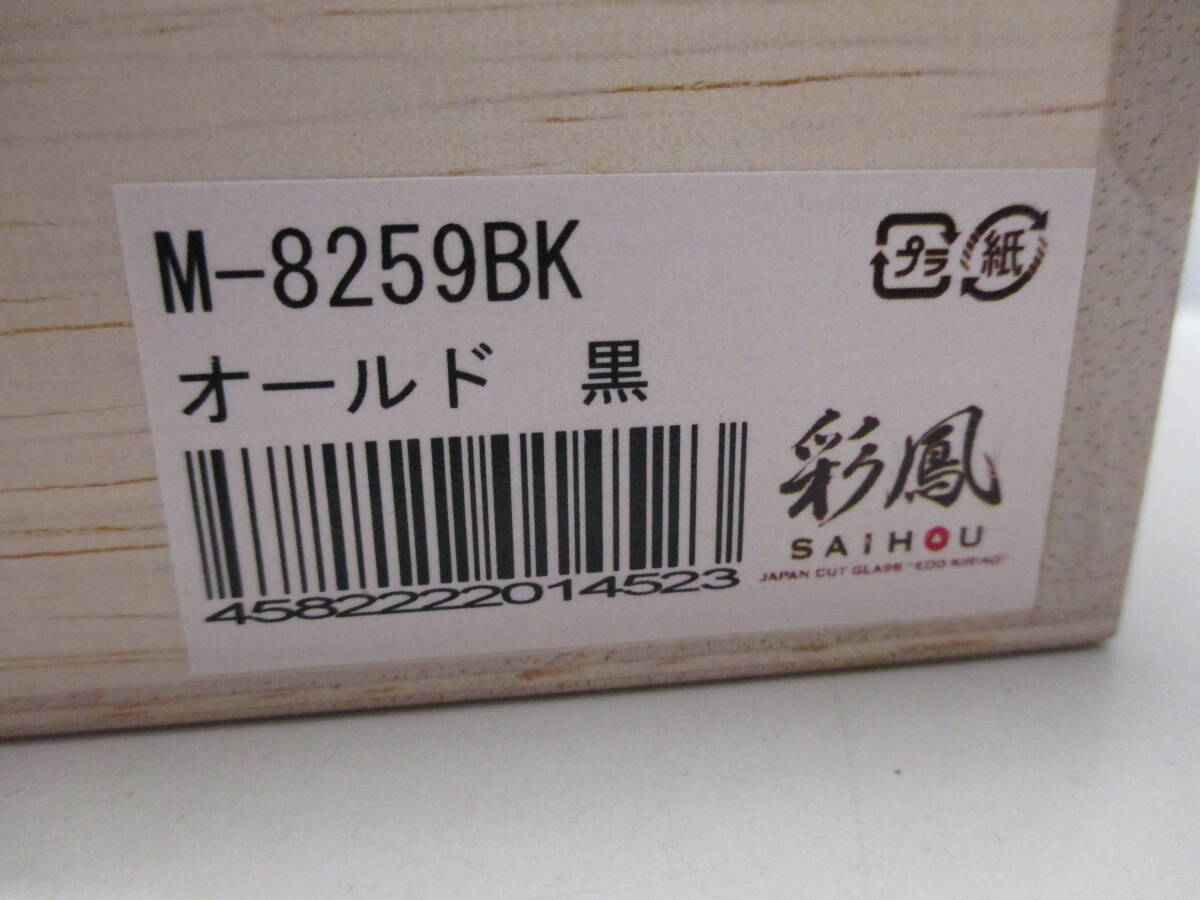 M-8259BK
プラ 紙
オールド 黒
4582222014523
彩鳳
SAIHOU
JAPAN CUT GLASS "EDO KIRIKO"